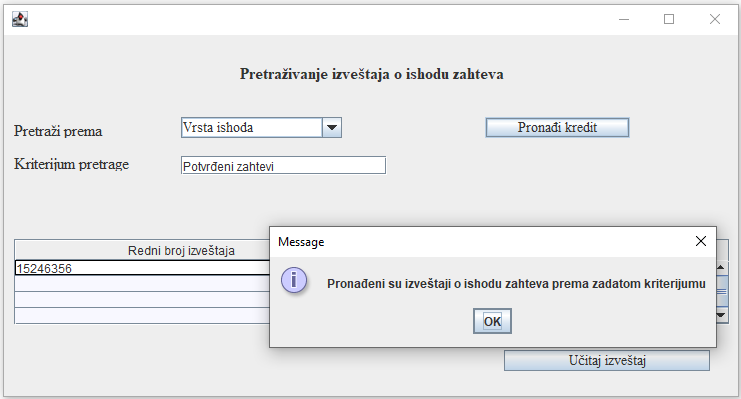 Pretraživanje izveštaja o ishodu zahteva
Pretraži prema
Vrsta ishoda
Pronađi kredit
Kriterijum pretrage
Potvrđeni zahtevi
Redni broj izveštaja
15246356
Message
Pronađeni su izveštaji o ishodu zahteva prema zadatom kriterijumu
OK
Učitaj izveštaj